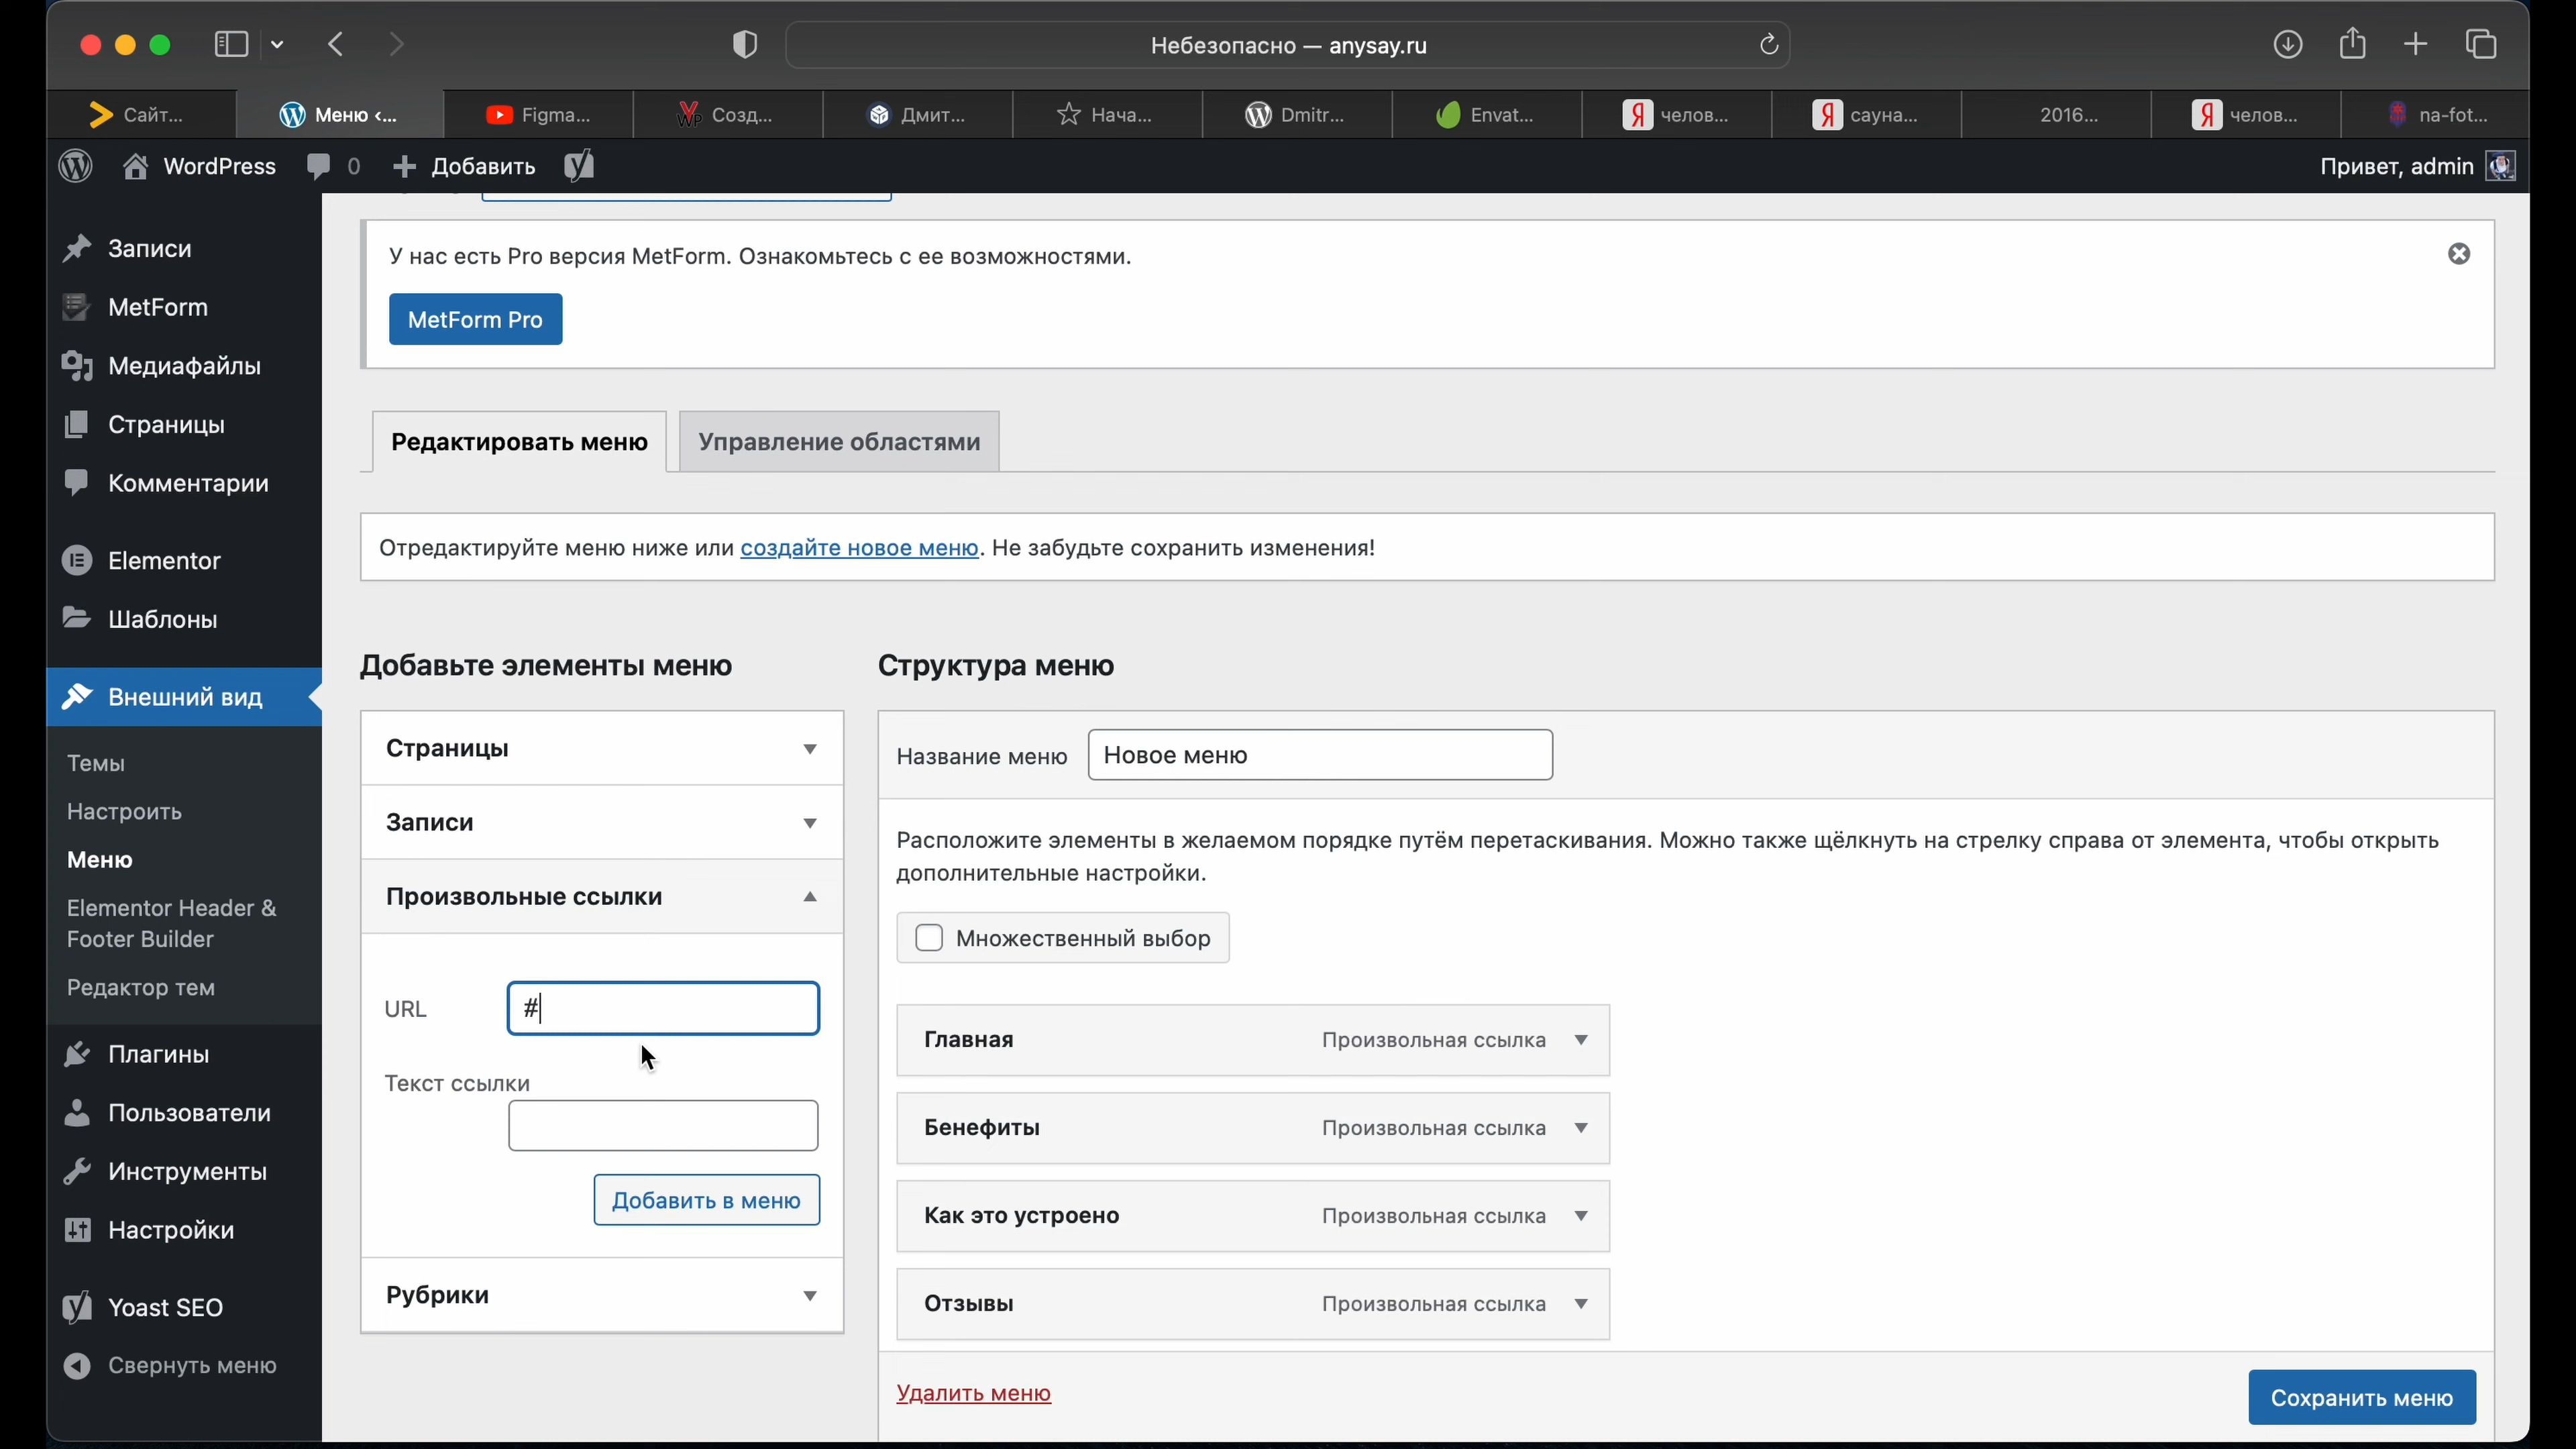 Небезопасно — anysay.ru
Сайт...
Меню <...
Figma...
Созд...
Дмит...
Нача...
Dmitr...
Envat...
челов...
сауна...
2016...
челов...
na-fot...
WordPress
0
Добавить
Привет, admin
Записи
MetForm
Медиафайлы
Страницы
Комментарии
Elementor
Шаблоны
Внешний вид
Темы
Настроить
Меню
Elementor Header &
Footer Builder
Редактор тем
Плагины
Пользователи
Инструменты
Настройки
Yoast SEO
Свернуть меню
У нас есть Pro версия MetForm. Ознакомьтесь с ее возможностями.
MetForm Pro
Редактировать меню
Управление областями
Отредактируйте меню ниже или создайте новое меню. Не забудьте сохранить изменения!
Добавьте элементы меню
Страницы
Записи
Произвольные ссылки
URL
#
Текст ссылки
Добавить в меню
Рубрики
Структура меню
Название меню
Новое меню
Расположите элементы в желаемом порядке путём перетаскивания. Можно также щёлкнуть на стрелку справа от элемента, чтобы открыть
дополнительные настройки.
Множественный выбор
Главная
Произвольная ссылка
Бенефиты
Произвольная ссылка
Как это устроено
Произвольная ссылка
Отзывы
Произвольная ссылка
Удалить меню
Сохранить меню